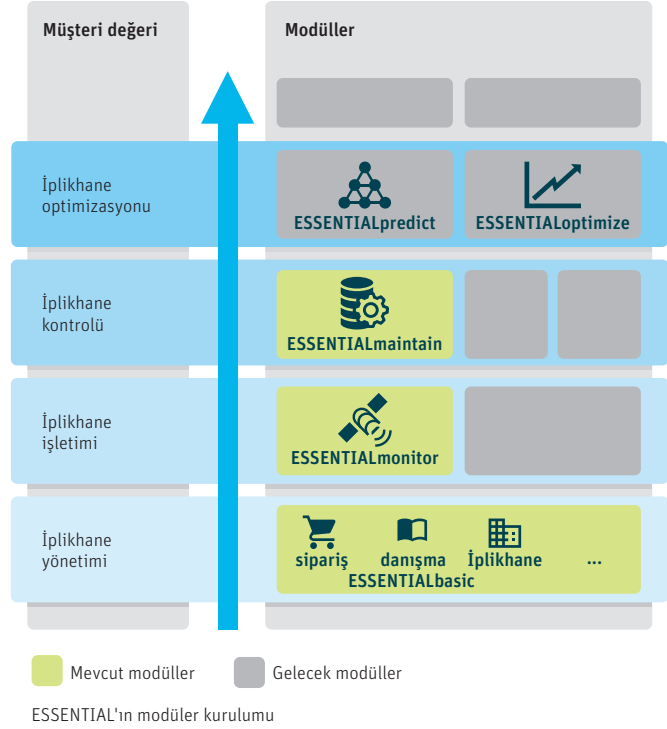 Müşteri değeri
Modüller
İplikhane
optimizasyonu
ESSENTIALpredict
ESSENTIALoptimize
İplikhane
kontrolü
ESSENTIALmaintain
İplikhane
işletimi
ESSENTIALmonitor
İplikhane
yönetimi
sipariş danışma İplikhane ...
ESSENTIALbasic
Mevcut modüller
Gelecek modüller
ESSENTIAL'ın modüler kurulumu